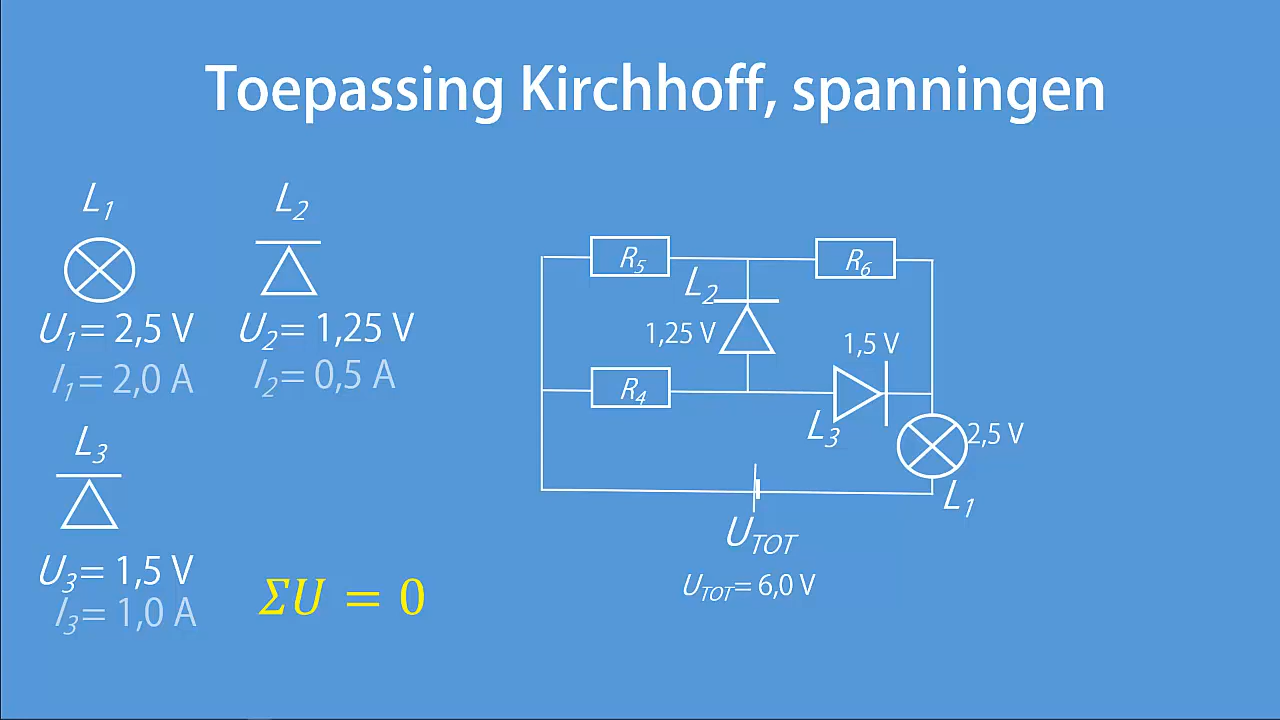 Toepassing Kirchhoff, spanningen
L1
L2
U1= 2,5 V
U2= 1,25 V
I1= 2,0 A
I2= 0,5 A
L3
U3= 1,5 V
I3= 1,0 A
ΣU = 0
R5
R6
L2
1,25 V
1,5 V
R4
L3
2,5 V
L1
UTOT
UTOT= 6,0 V